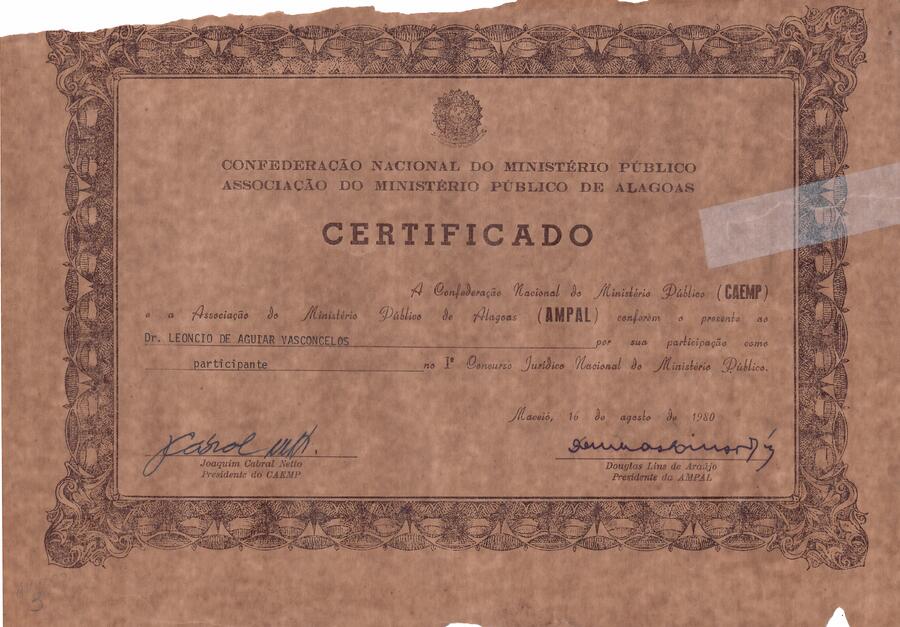 CONFEDERAÇÃO NACIONAL DO MINISTÉRIO PÚBLICO
ASSOCIAÇÃO DO MINISTÉRIO PÚBLICO DE ALAGOAS
CERTIFICADO
A Confederação Nacional do Ministério Público (CAEMP)
e a Associação do Ministério Público de Alagoas (AMPAL) conferem o presente ao
Dr. LEONCIO DE AGUIAR VASCONCELOS por sua participação como
participante no Iº Concurso Jurídico Nacional do Ministério Público.
Maceió, 16 de agosto de 1980
Joaquim Cabral Netto
Presidente do CAEMP
Douglas Lins de Araújo
Presidente da AMPAL
3